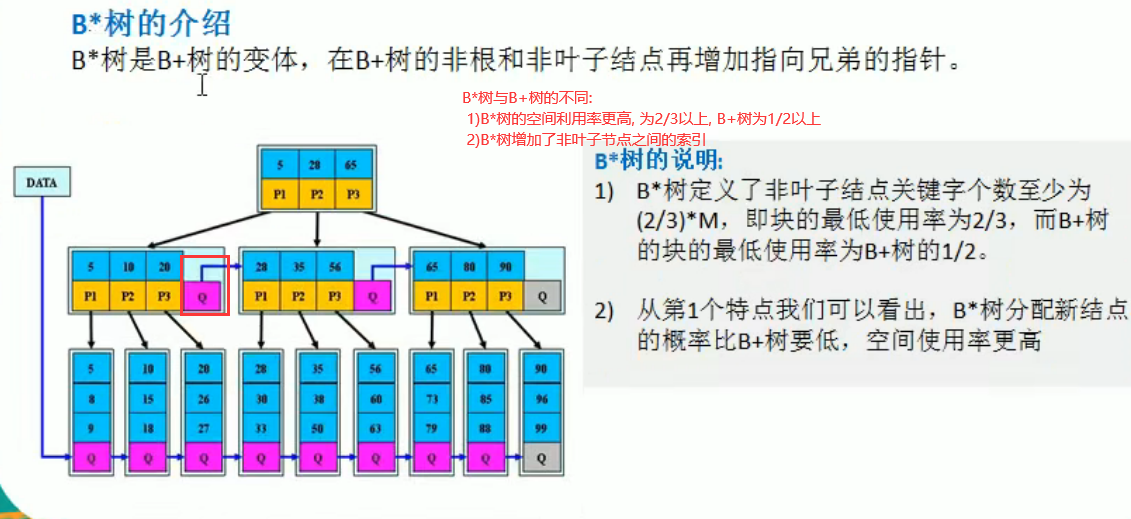 B*树的介绍
B*树是B+树的变体，在B+树的非根和非叶子结点再增加指向兄弟的指针。
B*树与B+树的不同:
1)B*树的空间利用率更高, 为2/3以上, B+树为1/2以上
2)B*树增加了非叶子节点之间的索引
DATA
5 28 65
P1 P2 P3
5 10 20
P1 P2 P3 Q
28 35 56
P1 P2 P3 Q
65 80 90
P1 P2 P3 Q
5 10 20 28 35 56 65 80 90
8 15 26 30 38 60 73 85 96
9 18 27 33 50 63 79 88 99
Q Q Q Q Q Q Q Q Q
B*树的说明:
1) B*树定义了非叶子结点关键字个数至少为
(2/3)*M，即块的最低使用率为2/3，而B+树
的块的最低使用率为B+树的1/2。
2) 从第1个特点我们可以看出，B*树分配新结点
的概率比B+树要低，空间使用率更高